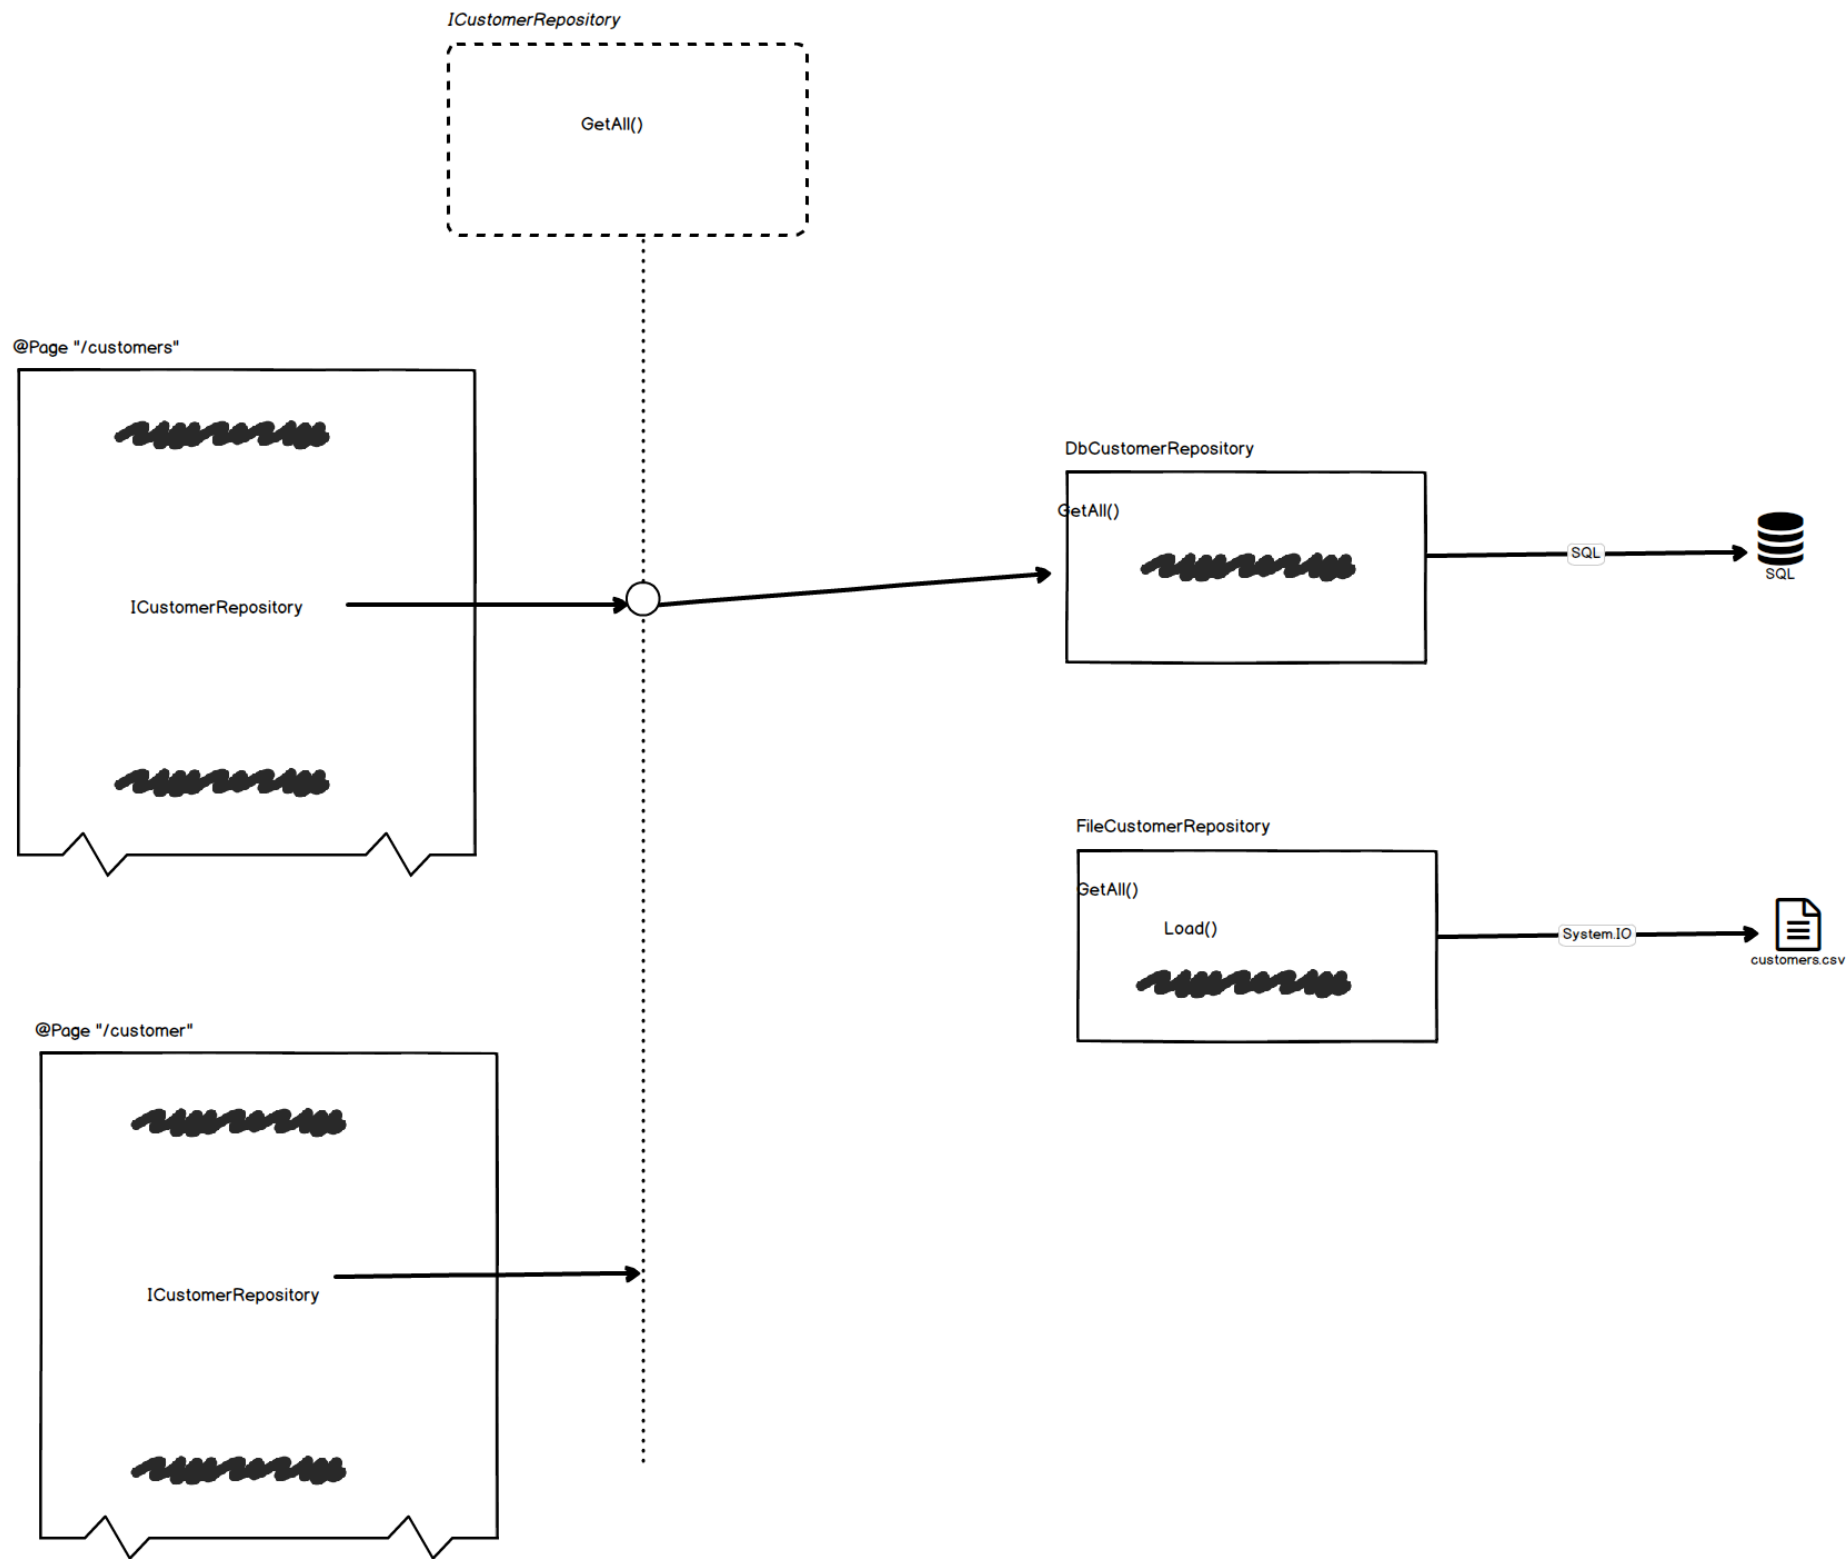 ICustomerRepository
GetAll()
@Page "/customers"
ICustomerRepository
DbCustomerRepository
GetAll()
SQL
SQL
FileCustomerRepository
GetAll()
Load()
System.IO
customers.csv
@Page "/customer"
ICustomerRepository